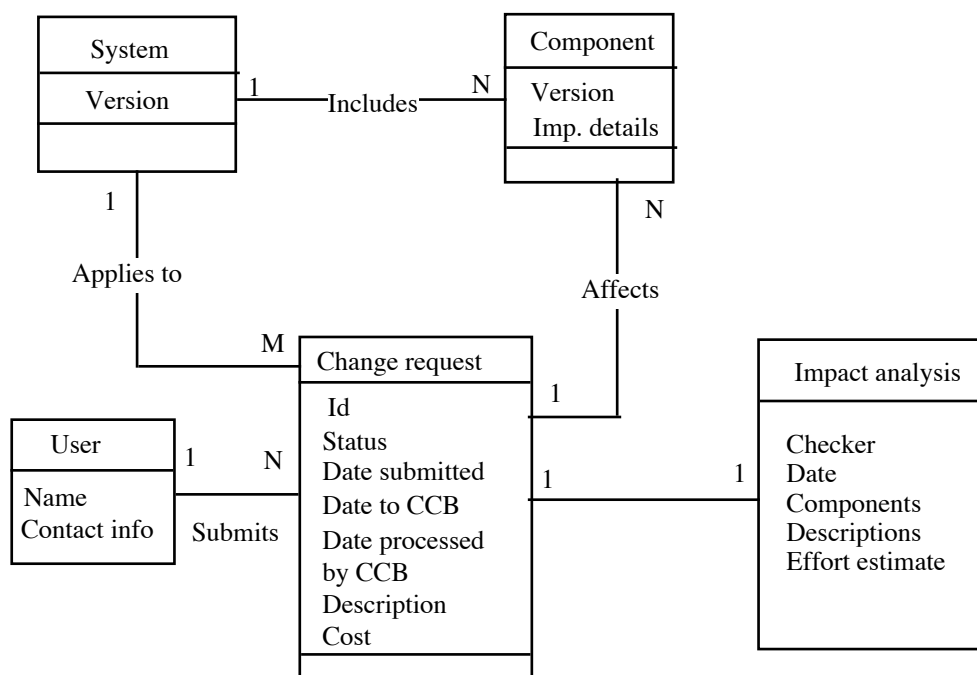 System
Version
1
Includes
N
Component
Version
Imp. details
1
Applies to
M
N
Affects
1
Change request
Id
Status
Date submitted
Date to CCB
Date processed
by CCB
Description
Cost
User
Name
Contact info
1
N
Submits
1
1
Impact analysis
Checker
Date
Components
Descriptions
Effort estimate